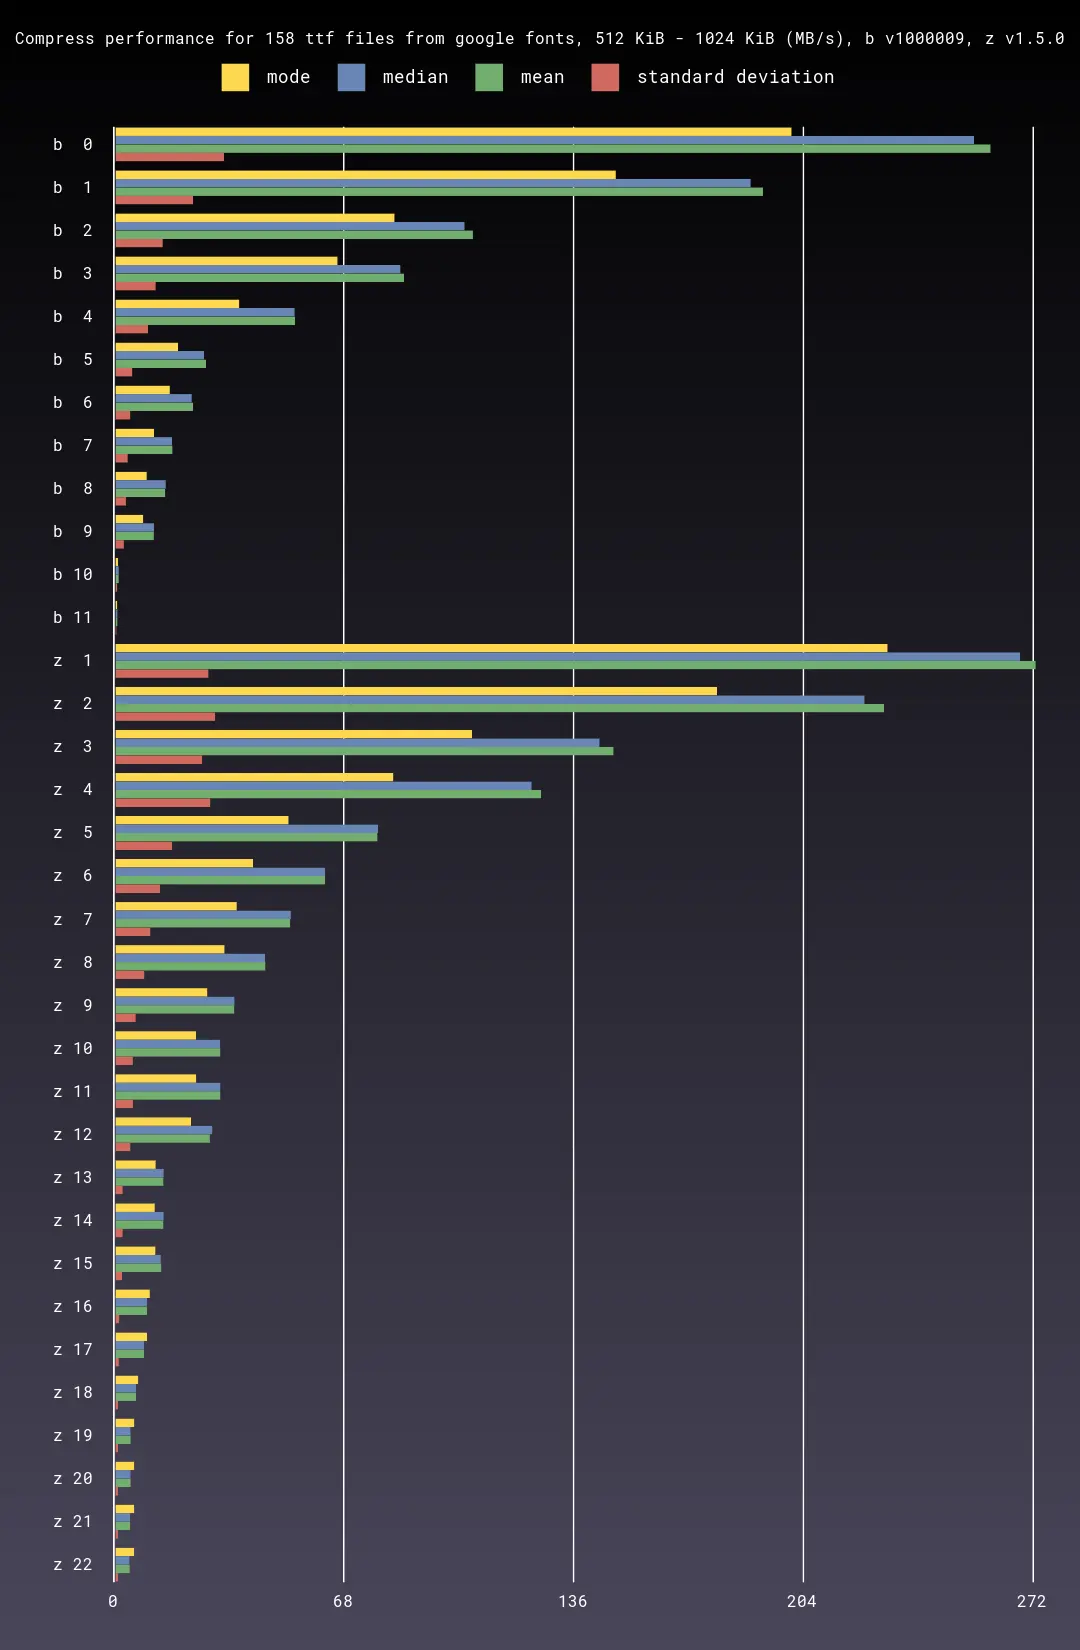 Compress performance for 158 ttf files from google fonts, 512 KiB - 1024 KiB (MB/s), b v1000009, z v1.5.0
mode median mean standard deviation
b 0
b 1
b 2
b 3
b 4
b 5
b 6
b 7
b 8
b 9
b 10
b 11
z 1
z 2
z 3
z 4
z 5
z 6
z 7
z 8
z 9
z 10
z 11
z 12
z 13
z 14
z 15
z 16
z 17
z 18
z 19
z 20
z 21
z 22
0 68 136 204 272